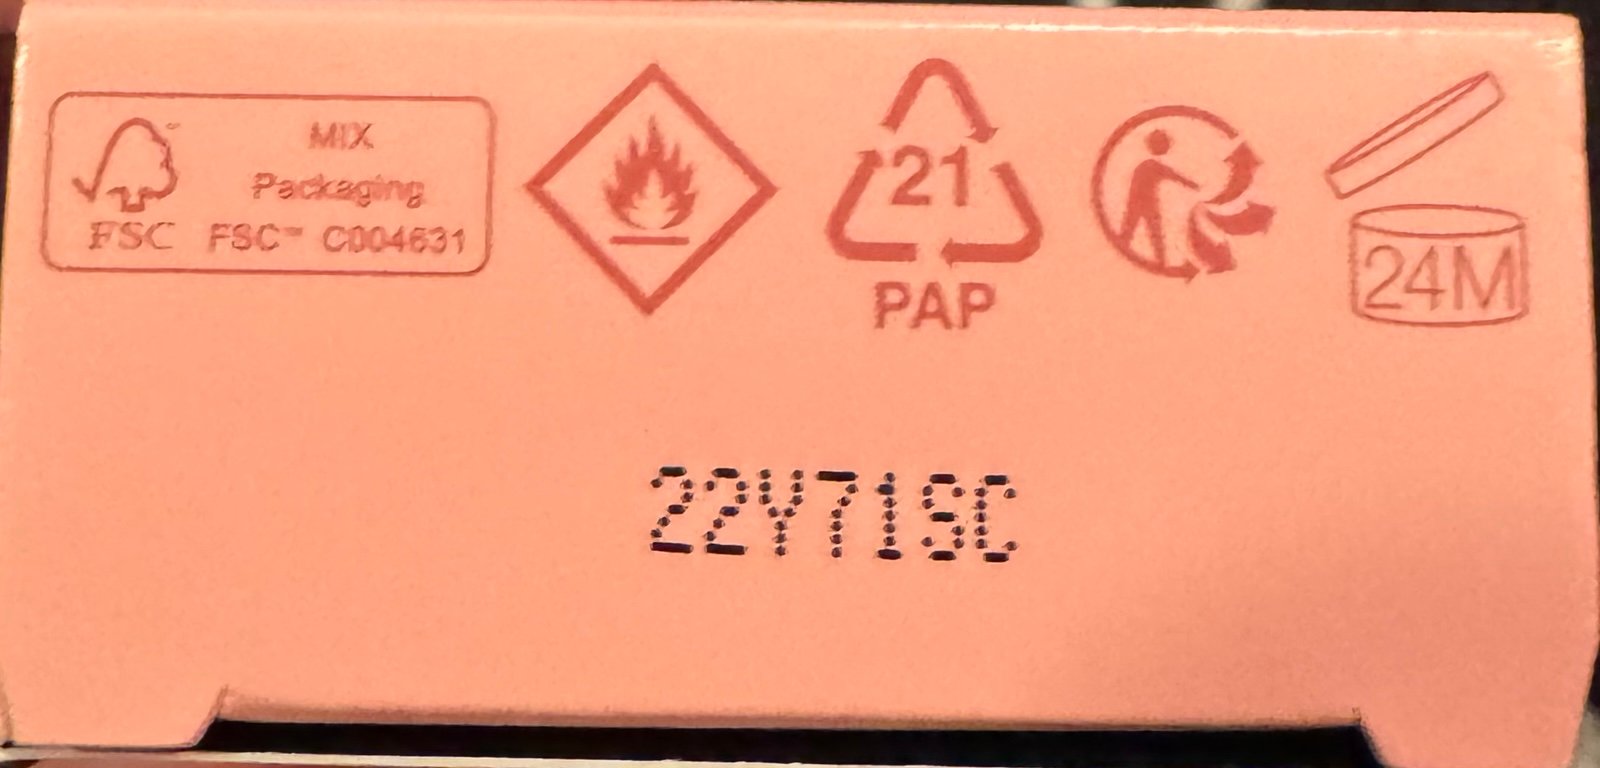 MIX
Packaging
FSC FSC™ C004631
21
PAP
24M
22Y71SC